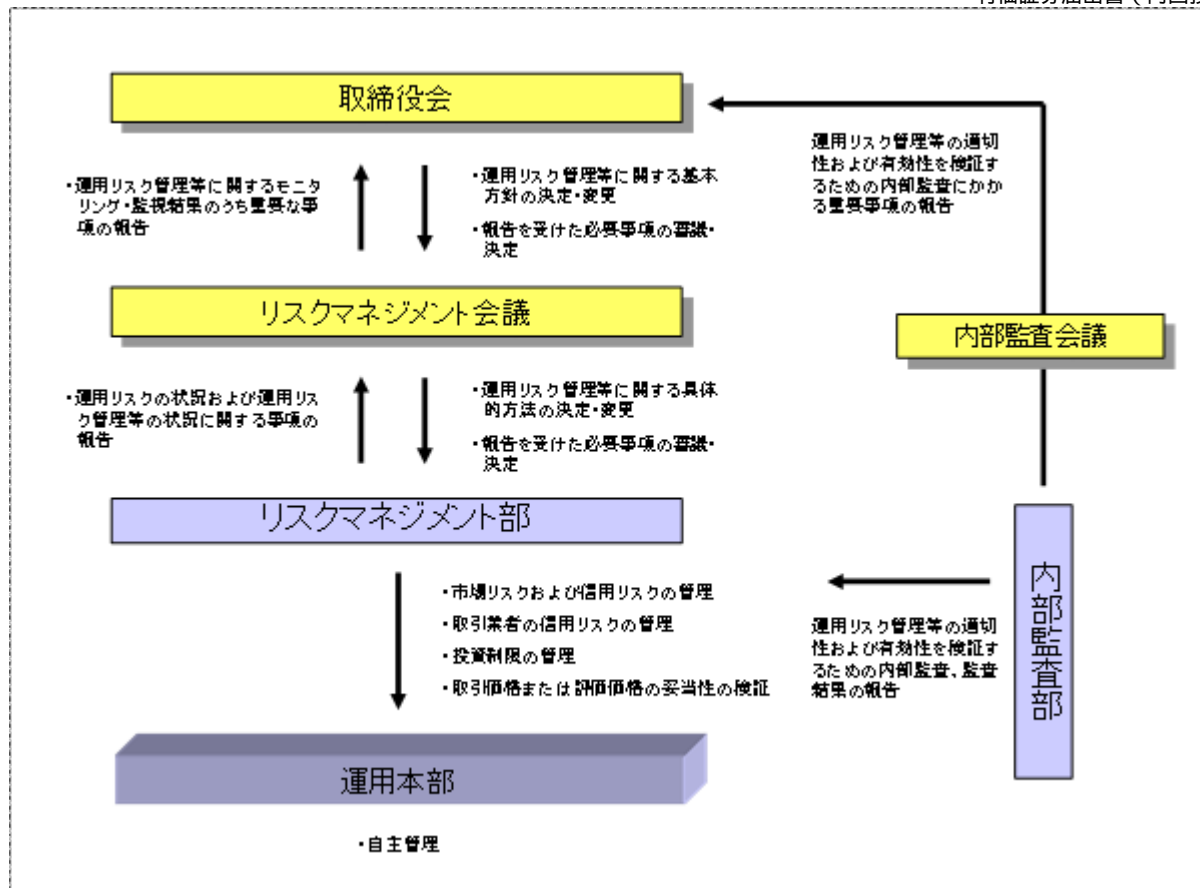 取締役会
・運用リスク管理等に関するモニ
タリング・監視結果のうち重要な事
項の報告
・運用リスク管理等に関する基本
方針の決定・変更
・報告を受けた必要事項の審議・
決定
運用リスク管理等の適切
性および有効性を検証す
るための内部監査にかか
る重要事項の報告
リスクマネジメント会議
内部監査会議
・運用リスクの状況および運用リス
ク管理等の状況に関する事項の
報告
・運用リスク管理等に関する具体
的方法の決定・変更
・報告を受けた必要事項の審議・
決定
リスクマネジメント部
内部監査部
・市場リスクおよび信用リスクの管理
・取引業者の信用リスクの管理
・投資制限の管理
・取引価格または評価価格の妥当性の検証
運用リスク管理等の適切
性および有効性を検証す
るための内部監査、監査
結果の報告
運用本部
・自主管理